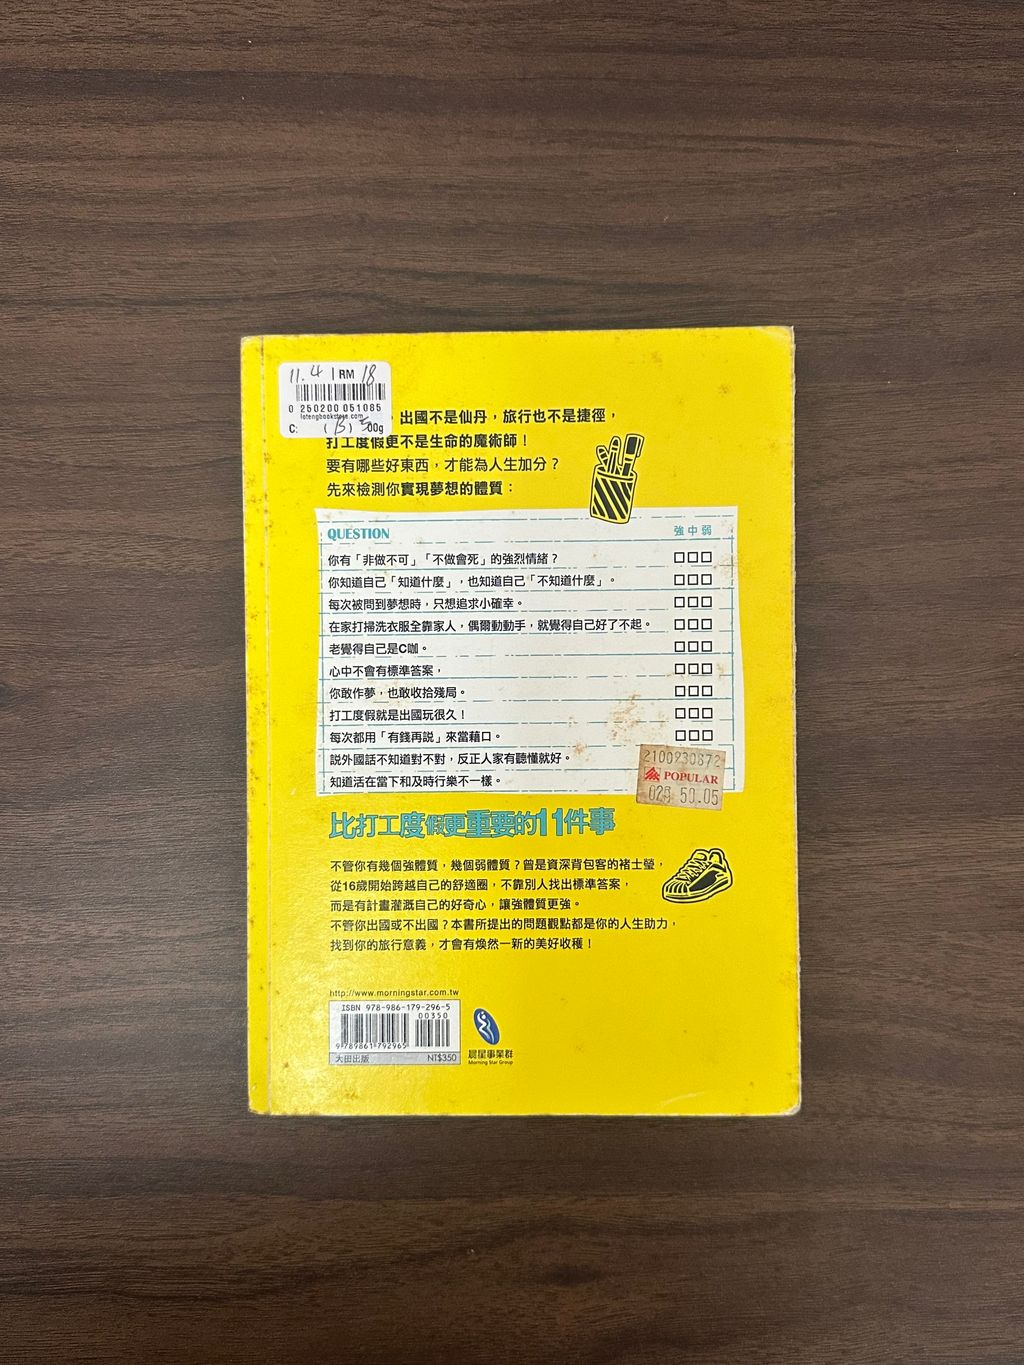 11.4 RM 18
0 250200 051085
lotengbookstore.com
C: ( ) 00g
出國不是仙丹，旅行也不是捷徑，
打工度假更不是生命的魔術師！
要有哪些好東西，才能為人生加分？
先來檢測你實現夢想的體質：
QUESTION 強中弱
你有「非做不可」「不做會死」的強烈情緒？ □□□
你知道自己「知道什麼」，也知道自己「不知道什麼」。 □□□
每次被問到夢想時，只想追求小確幸。 □□□
在家打掃洗衣服全靠家人，偶爾動動手，就覺得自己好了不起。 □□□
老覺得自己是C咖。 □□□
心中不會有標準答案， □□□
你敢作夢，也敢收拾殘局。 □□□
打工度假就是出國玩很久！ □□□
每次都用「有錢再說」來當藉口。 □□□
說外國話不知道對不對，反正人家有聽懂就好。
知道活在當下和及時行樂不一樣。
2100930872
POPULAR
028 50.05
比打工度假更重要的11件事
不管你有幾個強體質，幾個弱體質？曾是資深背包客的褚士瑩，
從16歲開始跨越自己的舒適圈，不靠別人找出標準答案，
而是有計畫灌溉自己的好奇心，讓強體質更強。
不管你出國或不出國？本書所提出的問題觀點都是你的人生助力，
找到你的旅行意義，才會有煥然一新的美好收穫！
http://www.morningstar.com.tw
ISBN 978-986-179-296-5
00350
9 789861 792965
大田出版 NT$350
晨星事業群
Morning Star Group